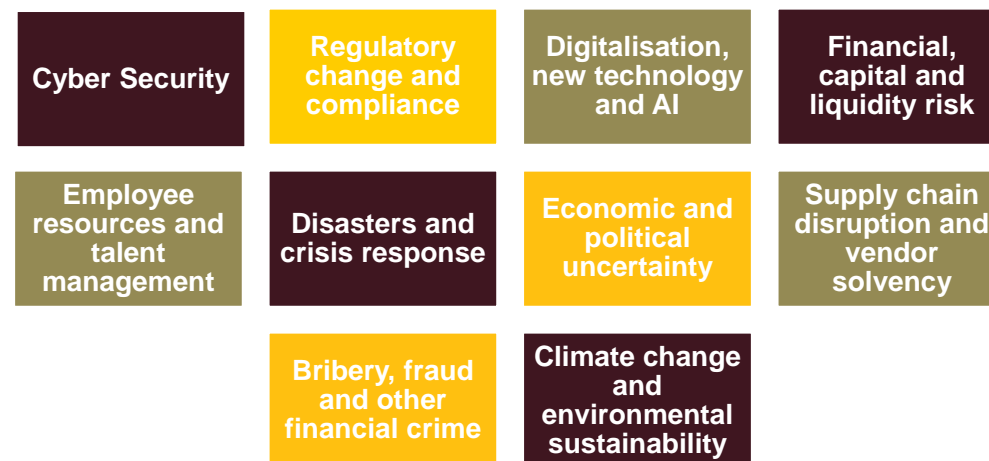 Cyber Security
Regulatory
change and
compliance
Digitalisation,
new technology
and AI
Financial,
capital and
liquidity risk
Employee
resources and
talent
management
Disasters and
crisis response
Economic and
political
uncertainty
Supply chain
disruption and
vendor
solvency
Bribery, fraud
and other
financial crime
Climate change
and
environmental
sustainability